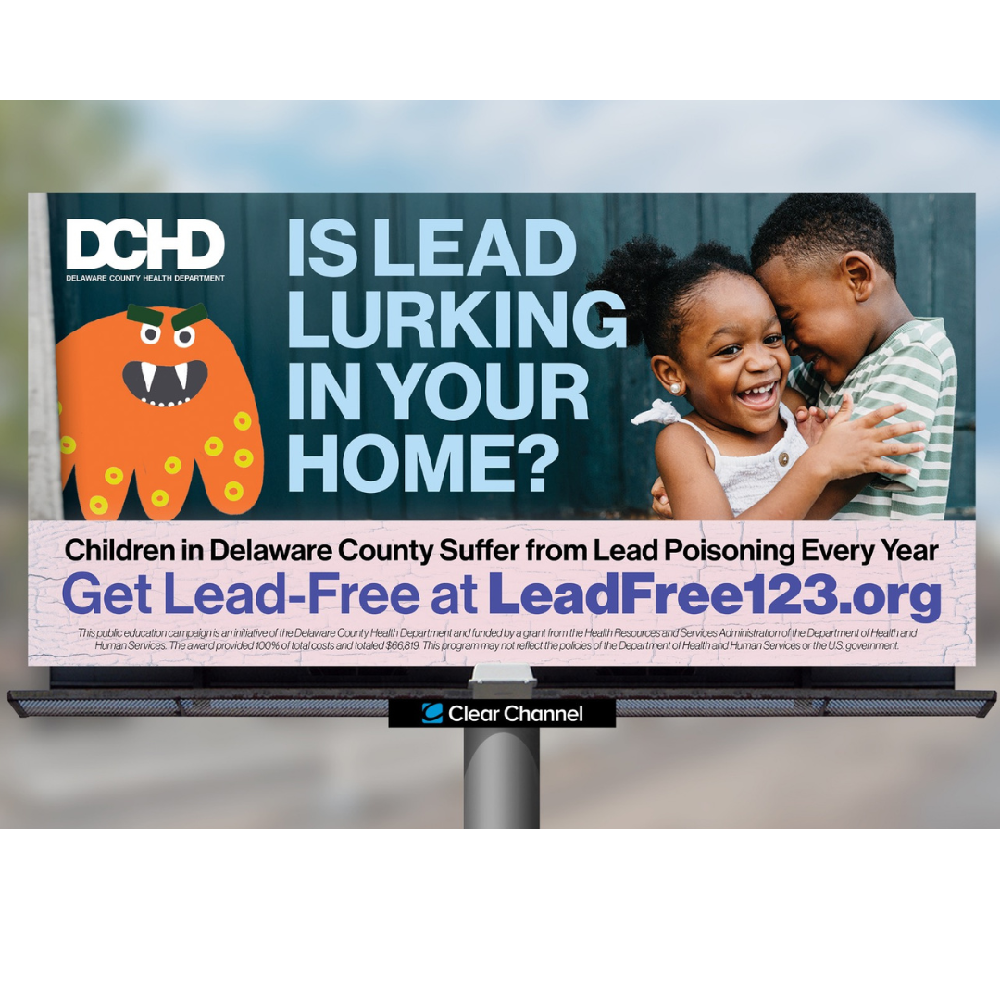 DCHD
DELAWARE COUNTY HEALTH DEPARTMENT
IS LEAD
LURKING
IN YOUR
HOME?
Children in Delaware County Suffer from Lead Poisoning Every Year
Get Lead-Free at LeadFree123.org
This public education campaign is an initiative of the Delaware County Health Department and funded by a grant from the Health Resources and Services Administration of the Department of Health and
Human Services. The award provided 100% of total costs and totaled $66,819. This program may not reflect the policies of the Department of Health and Human Services or the U.S. government.
Clear Channel